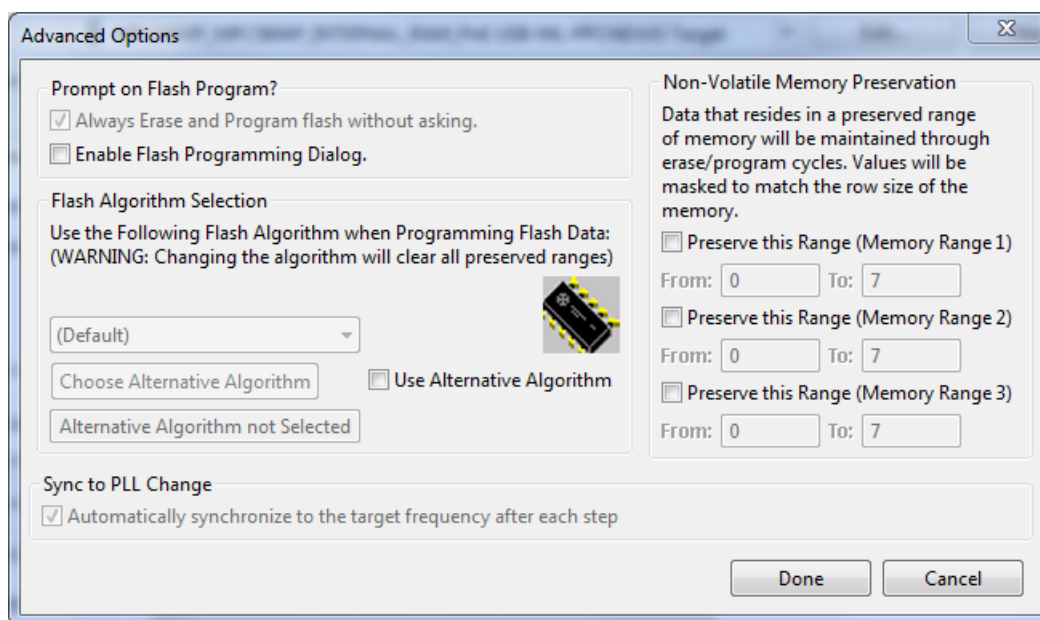 Advanced Options
Prompt on Flash Program?
Always Erase and Program flash without asking.
Enable Flash Programming Dialog.
Flash Algorithm Selection
Use the Following Flash Algorithm when Programming Flash Data:
(WARNING: Changing the algorithm will clear all preserved ranges)
(Default)
Choose Alternative Algorithm
Use Alternative Algorithm
Alternative Algorithm not Selected
Non-Volatile Memory Preservation
Data that resides in a preserved range
of memory will be maintained through
erase/program cycles. Values will be
masked to match the row size of the
memory.
Preserve this Range (Memory Range 1)
From: 0 To: 7
Preserve this Range (Memory Range 2)
From: 0 To: 7
Preserve this Range (Memory Range 3)
From: 0 To: 7
Sync to PLL Change
Automatically synchronize to the target frequency after each step
Done
Cancel